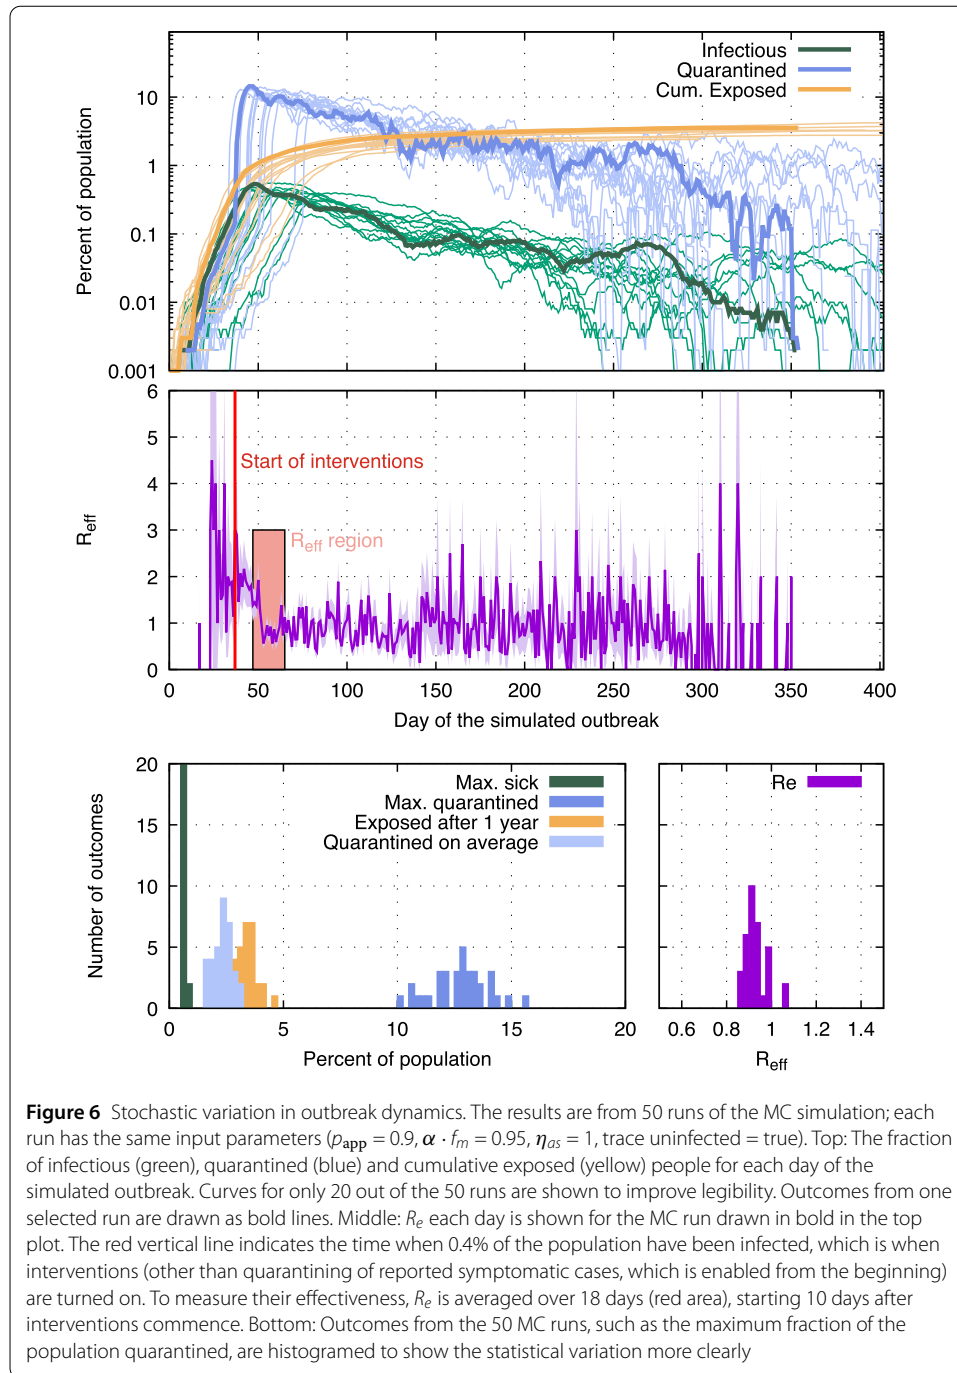 Infectious
Quarantined
Cum. Exposed
Percent of population
10
1
0.1
0.01
0.001
R_eff
6
5
4
3
2
1
0
Start of interventions
R_eff region
0 50 100 150 200 250 300 350 400
Day of the simulated outbreak
Number of outcomes
20
15
10
5
0
Max. sick
Max. quarantined
Exposed after 1 year
Quarantined on average
0 5 10 15 20
Percent of population
Re
0.6 0.8 1 1.2 1.4
R_eff
Figure 6 Stochastic variation in outbreak dynamics. The results are from 50 runs of the MC simulation; each
run has the same input parameters (p_app = 0.9, α · f_m = 0.95, η_as = 1, trace uninfected = true). Top: The fraction
of infectious (green), quarantined (blue) and cumulative exposed (yellow) people for each day of the
simulated outbreak. Curves for only 20 out of the 50 runs are shown to improve legibility. Outcomes from one
selected run are drawn as bold lines. Middle: R_e each day is shown for the MC run drawn in bold in the top
plot. The red vertical line indicates the time when 0.4% of the population have been infected, which is when
interventions (other than quarantining of reported symptomatic cases, which is enabled from the beginning)
are turned on. To measure their effectiveness, R_e is averaged over 18 days (red area), starting 10 days after
interventions commence. Bottom: Outcomes from the 50 MC runs, such as the maximum fraction of the
population quarantined, are histogramed to show the statistical variation more clearly